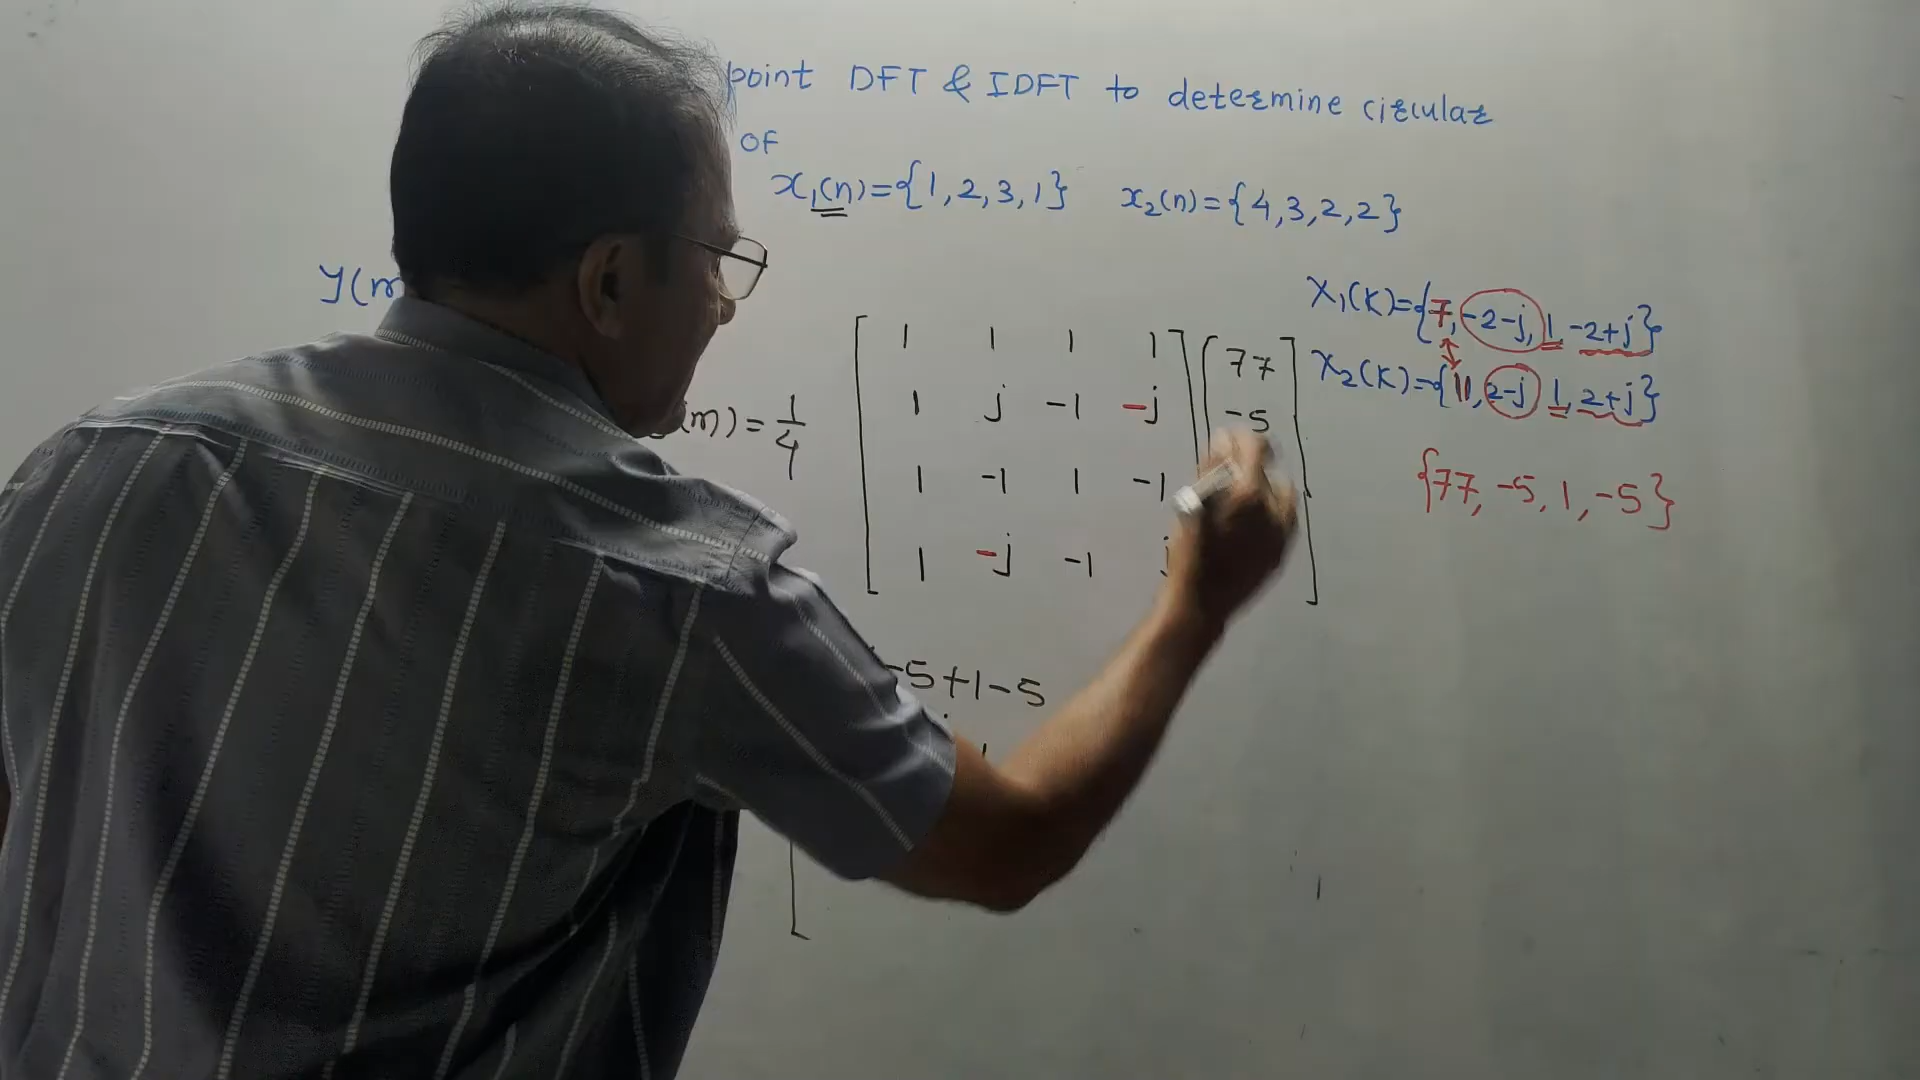 point DFT & IDFT to determine circular
OF
x₁(n)={1,2,3,1} x₂(n)={4,3,2,2}
y(m
X₁(K)={7,-2-j,1,-2+j}
X₂(K)={11,2-j,1,2+j}
{77,-5,1,-5}
(m)=1/4
1 1 1 1
1 j -1 -j
1 -1 1 -1
1 -j -1 j
77
-5
-5+1-5